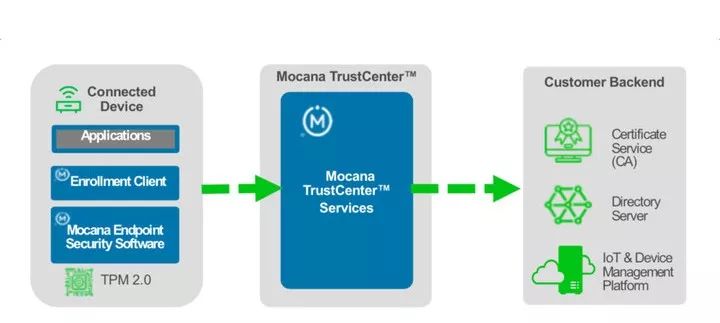 Connected
Device
Applications
M
Enrollment Client
M
Mocana Endpoint
Security Software
TPM 2.0
Mocana TrustCenter™
M
Mocana
TrustCenter™
Services
Customer Backend
Certificate
Service
(CA)
Directory
Server
IoT & Device
Management
Platform